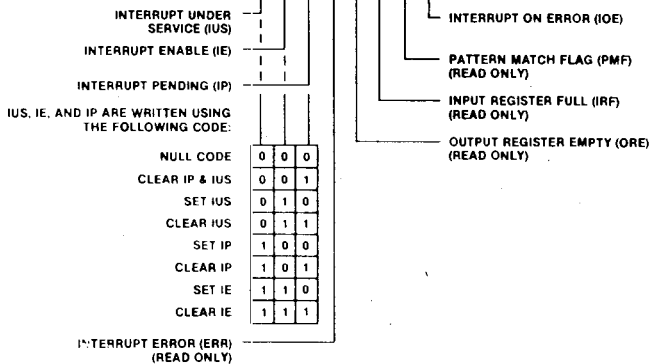 INTERRUPT UNDER
SERVICE (IUS)
INTERRUPT ENABLE (IE)
INTERRUPT PENDING (IP)
IUS, IE, AND IP ARE WRITTEN USING
THE FOLLOWING CODE:
NULL CODE 0 0 0
CLEAR IP & IUS 0 0 1
SET IUS 0 1 0
CLEAR IUS 0 1 1
SET IP 1 0 0
CLEAR IP 1 0 1
SET IE 1 1 0
CLEAR IE 1 1 1
INTERRUPT ERROR (ERR)
(READ ONLY)
INTERRUPT ON ERROR (IOE)
PATTERN MATCH FLAG (PMF)
(READ ONLY)
INPUT REGISTER FULL (IRF)
(READ ONLY)
OUTPUT REGISTER EMPTY (ORE)
(READ ONLY)